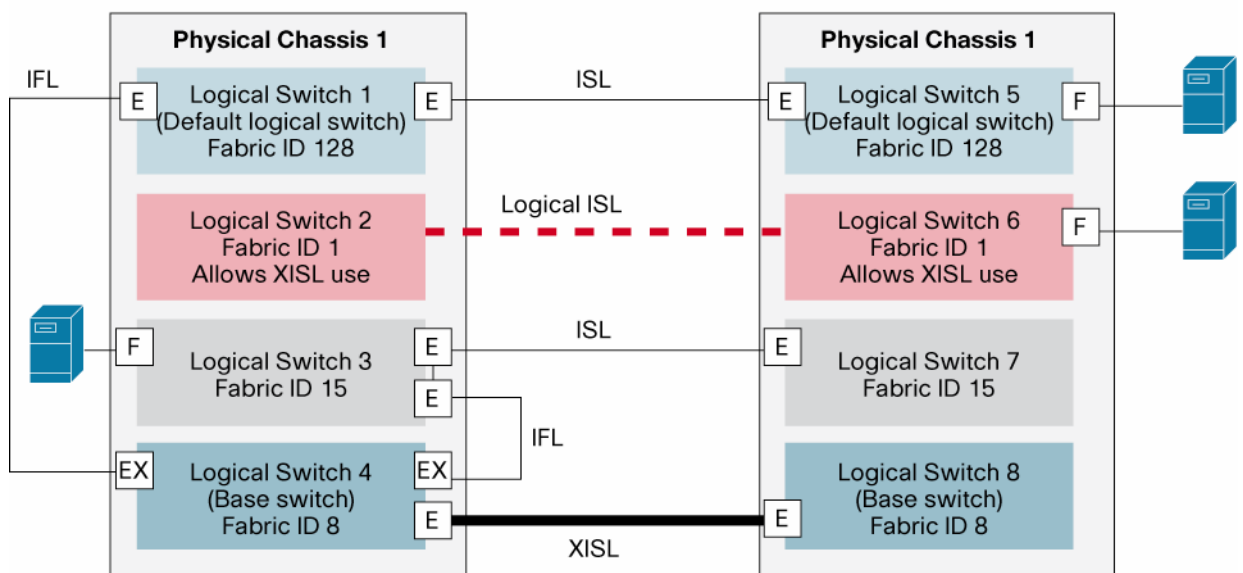 Physical Chassis 1
Physical Chassis 1
IFL
E
Logical Switch 1
(Default logical switch)
Fabric ID 128
E
ISL
E
Logical Switch 5
(Default logical switch)
Fabric ID 128
F
Logical Switch 2
Fabric ID 1
Allows XISL use
Logical ISL
Logical Switch 6
Fabric ID 1
Allows XISL use
F
F
Logical Switch 3
Fabric ID 15
E
E
ISL
E
Logical Switch 7
Fabric ID 15
IFL
EX
Logical Switch 4
(Base switch)
Fabric ID 8
EX
E
XISL
E
Logical Switch 8
(Base switch)
Fabric ID 8